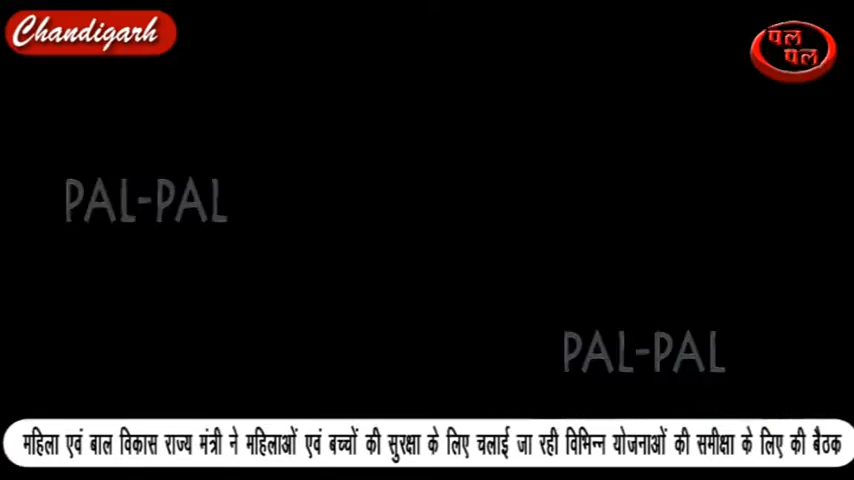 Chandigarh
पल
पल
PAL-PAL
PAL-PAL
महिला एवं बाल विकास राज्य मंत्री ने महिलाओं एवं बच्चों की सुरक्षा के लिए चलाई जा रही विभिन्न योजनाओं की समीक्षा के लिए की बैठक